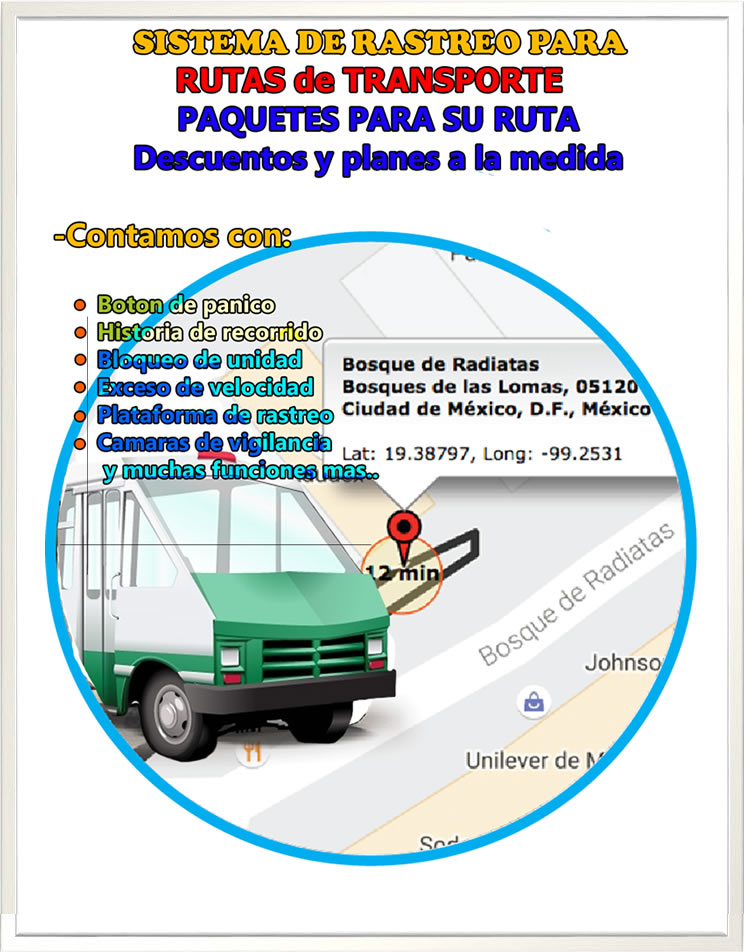 SISTEMA DE RASTREO PARA
RUTAS de TRANSPORTE
PAQUETES PARA SU RUTA
Descuentos y planes a la medida
-Contamos con:
• Boton de panico
• Historia de recorrido
• Bloqueo de unidad
• Exceso de velocidad
• Plataforma de rastreo
• Camaras de vigilancia
y muchas funciones mas..
Bosque de Radiatas
Bosques de las Lomas, 05120
Ciudad de México, D.F., México
Lat: 19.38797, Long: -99.2531
12 min
Bosque de Radiatas
Johnso
Unilever de M